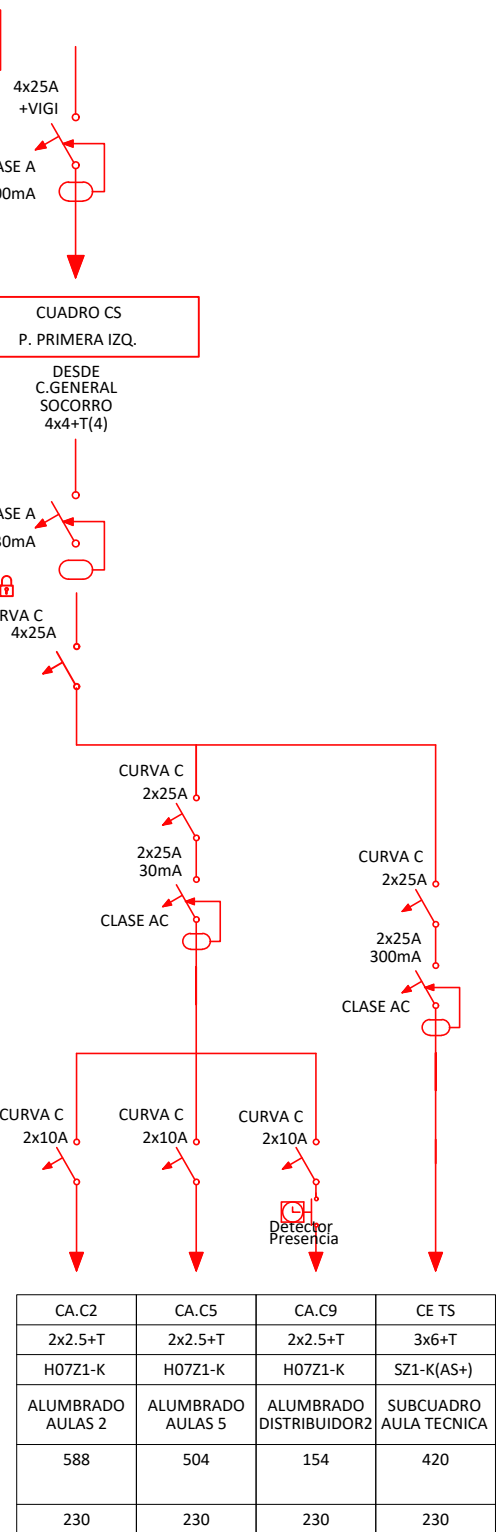 4x25A
+VIGI
ASE A
00mA
CUADRO CS
P. PRIMERA IZQ.
DESDE
C.GENERAL
SOCORRO
4x4+T(4)
ASE A
30mA
RVA C
4x25A
CURVA C
2x25A
2x25A
30mA
CLASE AC
CURVA C
2x25A
2x25A
300mA
CLASE AC
CURVA C
2x10A
CURVA C
2x10A
CURVA C
2x10A
Detector
Presencia
CA.C2 CA.C5 CA.C9 CE TS
2x2.5+T 2x2.5+T 2x2.5+T 3x6+T
H07Z1-K H07Z1-K H07Z1-K SZ1-K(AS+)
ALUMBRADO ALUMBRADO ALUMBRADO SUBCUADRO
AULAS 2 AULAS 5 DISTRIBUIDOR2 AULA TECNICA
588 504 154 420
230 230 230 230